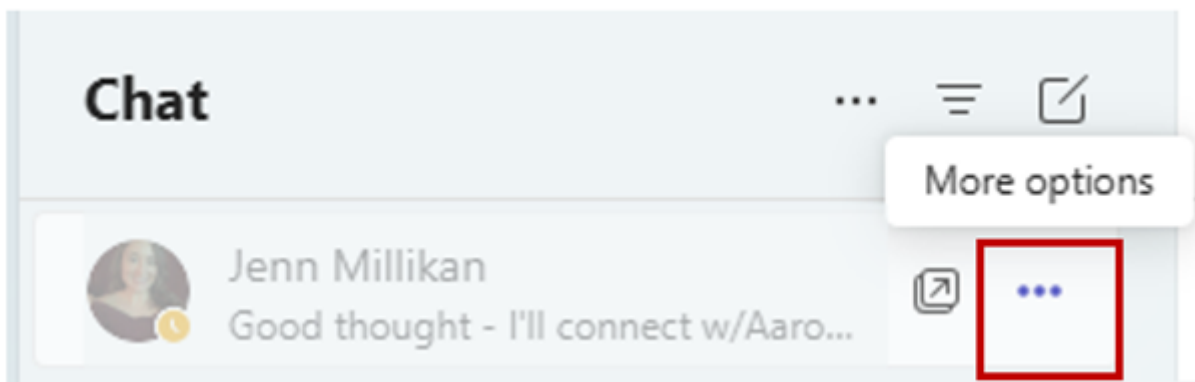 Chat
More options
Jenn Millikan
Good thought - I'll connect w/Aaro...